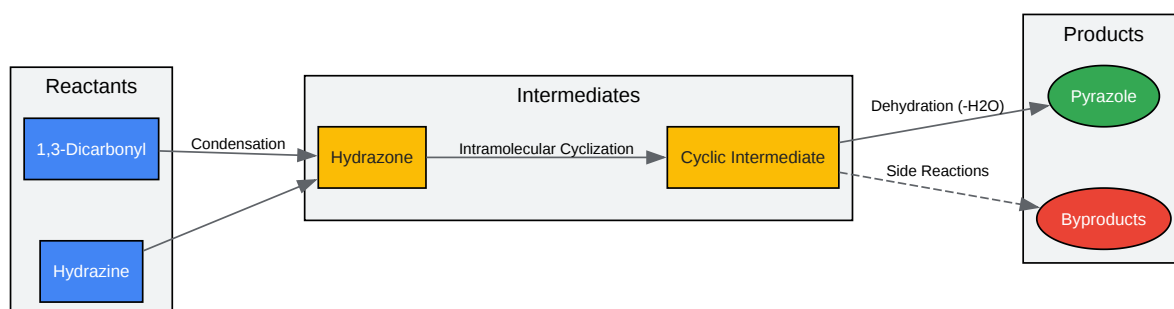 Reactants
1,3-Dicarbonyl
Hydrazine
Condensation
Intermediates
Hydrazone
Intramolecular Cyclization
Cyclic Intermediate
Dehydration (-H2O)
Side Reactions
Products
Pyrazole
Byproducts